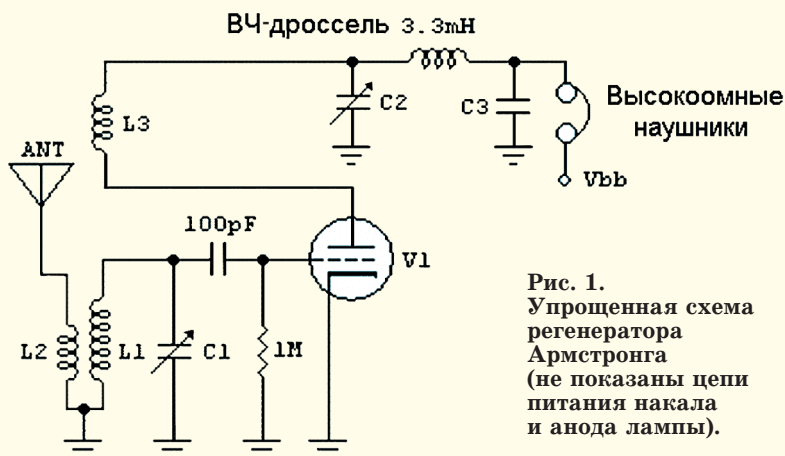 ВЧ-дроссель 3.3mH
C2
C3
Высокоомные
наушники
L3
ANT
Vbb
100pF
V1
L2
L1
C1
1M
Рис. 1.
Упрощенная схема
регенератора
Армстронга
(не показаны цепи
питания накала
и анода лампы).